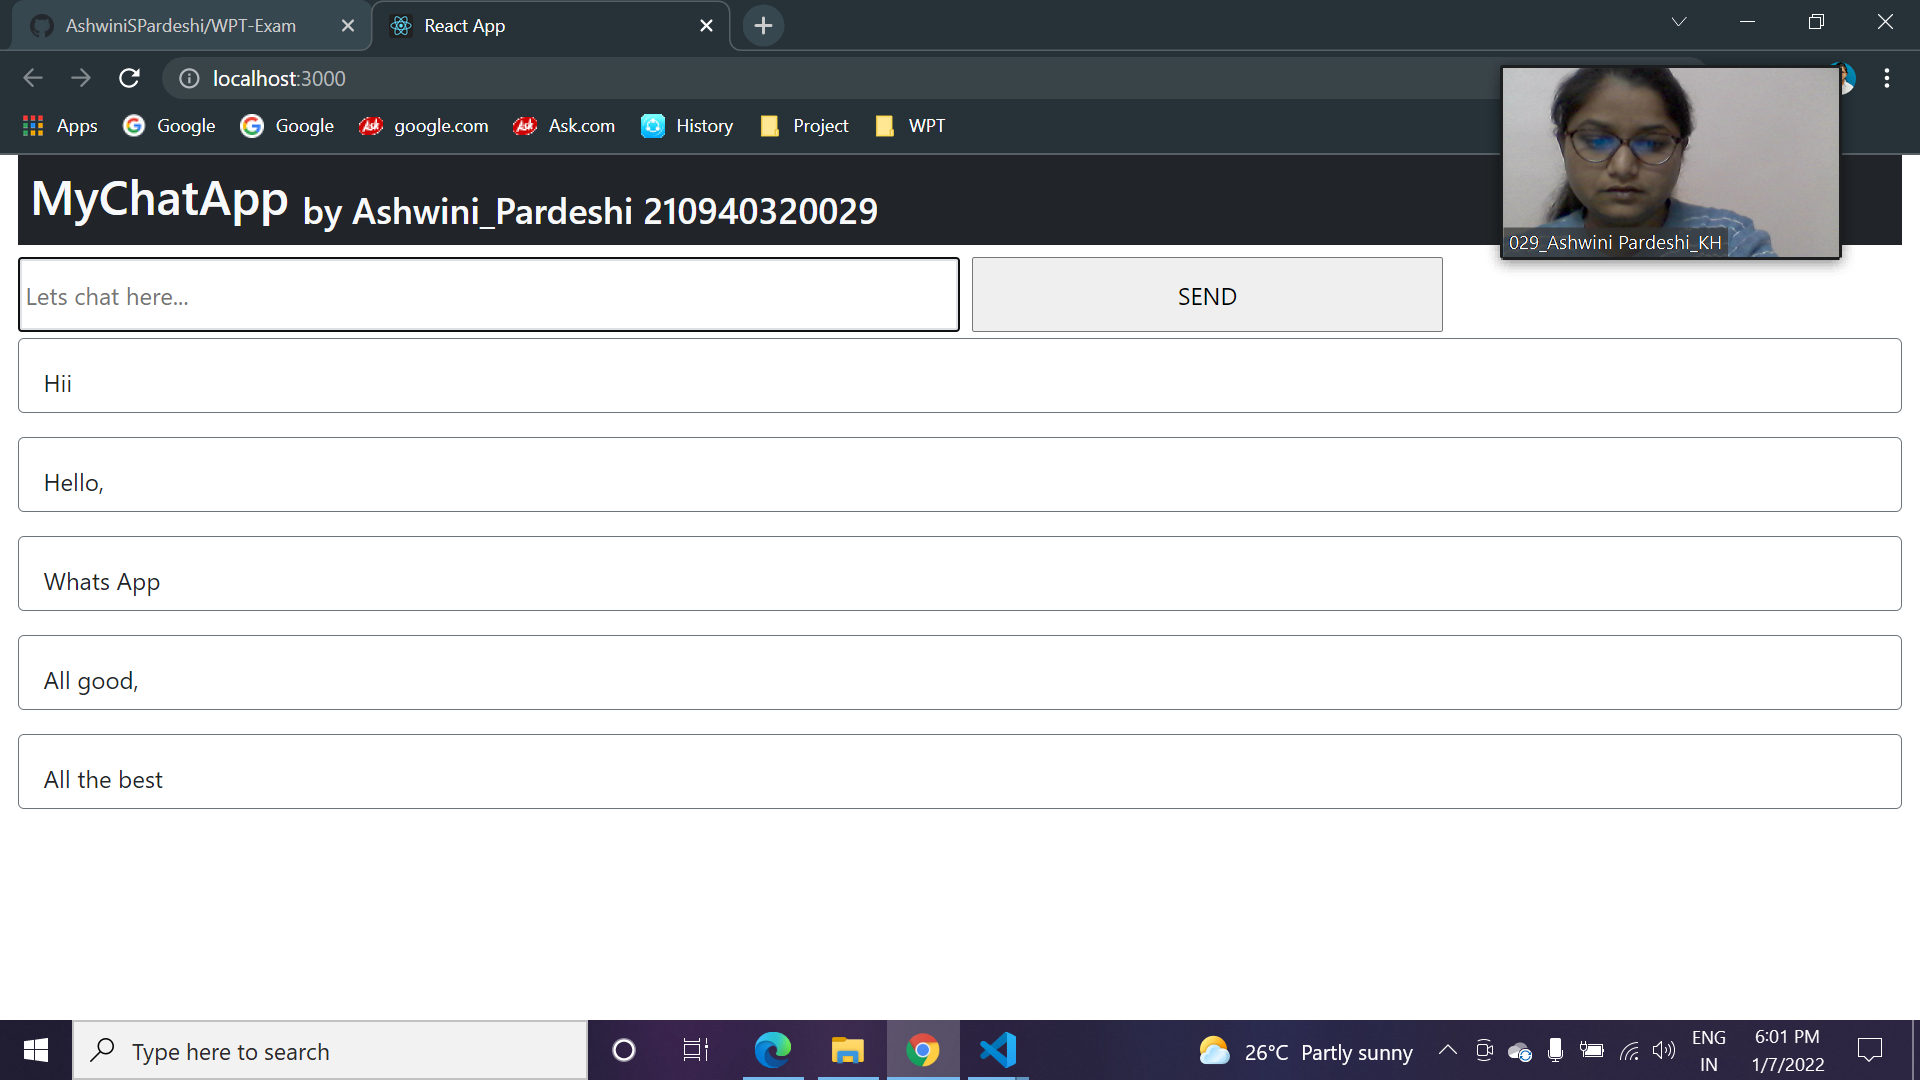 AshwiniSPardeshi/WPT-Exam
React App
localhost:3000
Apps
Google
Google
google.com
Ask.com
History
Project
WPT
MyChatApp by Ashwini_Pardeshi 210940320029
029_Ashwini Pardeshi_KH
Lets chat here...
SEND
Hii
Hello,
Whats App
All good,
All the best
Type here to search
26°C Partly sunny
ENG
IN
6:01 PM
1/7/2022